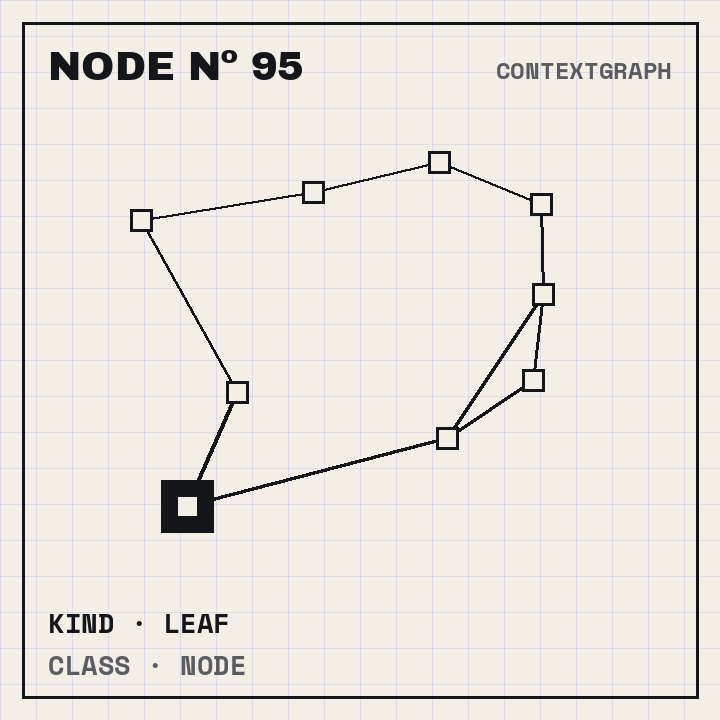 NODE Nº 95
CONTEXTGRAPH
KIND · LEAF
CLASS · NODE